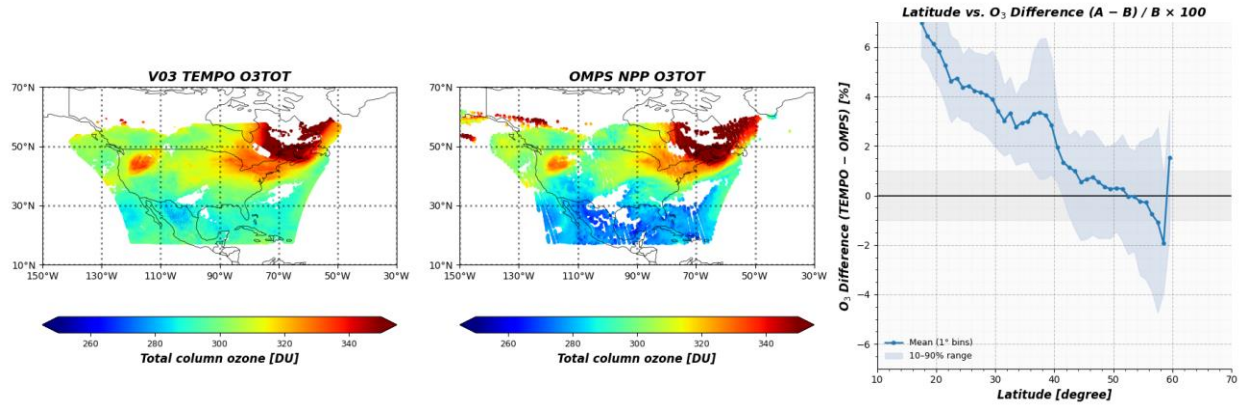 V03 TEMPO O3TOT
70°N
50°N
30°N
10°N
150°W 130°W 110°W 90°W 70°W 50°W 30°W
260 280 300 320 340
Total column ozone [DU]
OMPS NPP O3TOT
70°N
50°N
30°N
10°N
150°W 130°W 110°W 90°W 70°W 50°W 30°W
260 280 300 320 340
Total column ozone [DU]
Latitude vs. O₃ Difference (A − B) / B × 100
O₃ Difference (TEMPO − OMPS) [%]
6
4
2
0
−2
−4
−6
Mean (1° bins)
10–90% range
10 20 30 40 50 60 70
Latitude [degree]